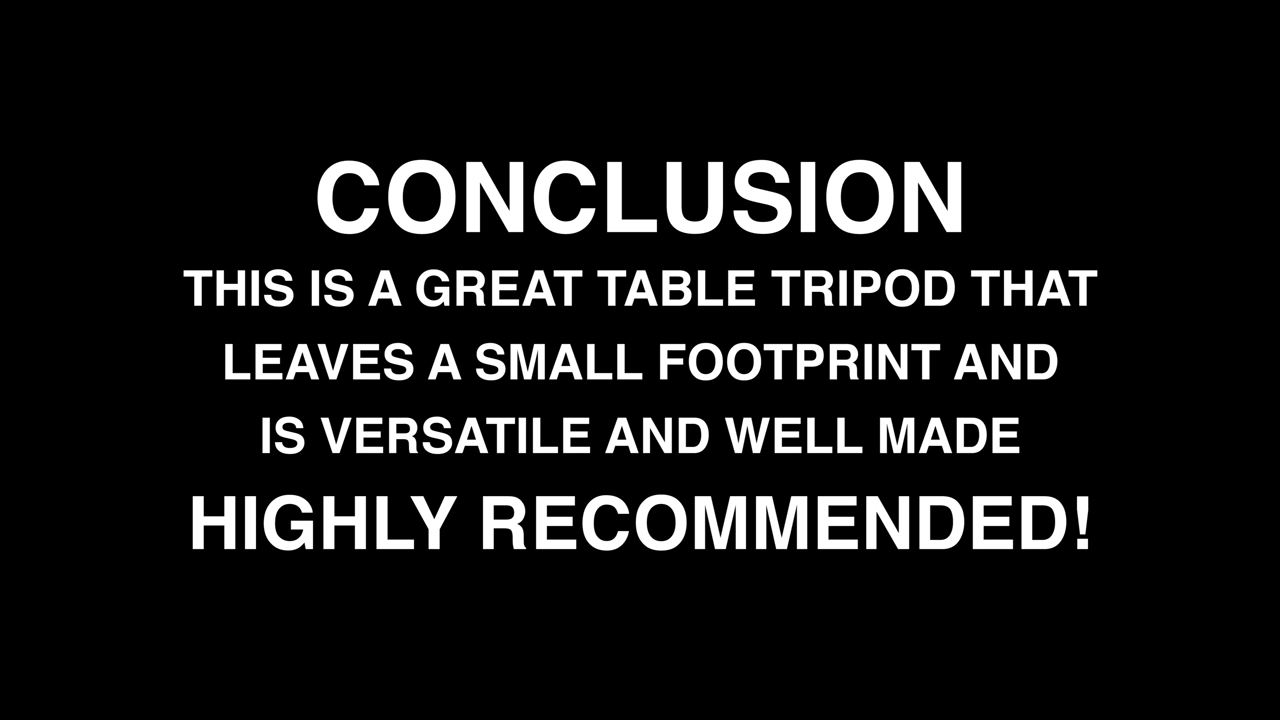 CONCLUSION
THIS IS A GREAT TABLE TRIPOD THAT
LEAVES A SMALL FOOTPRINT AND
IS VERSATILE AND WELL MADE
HIGHLY RECOMMENDED!